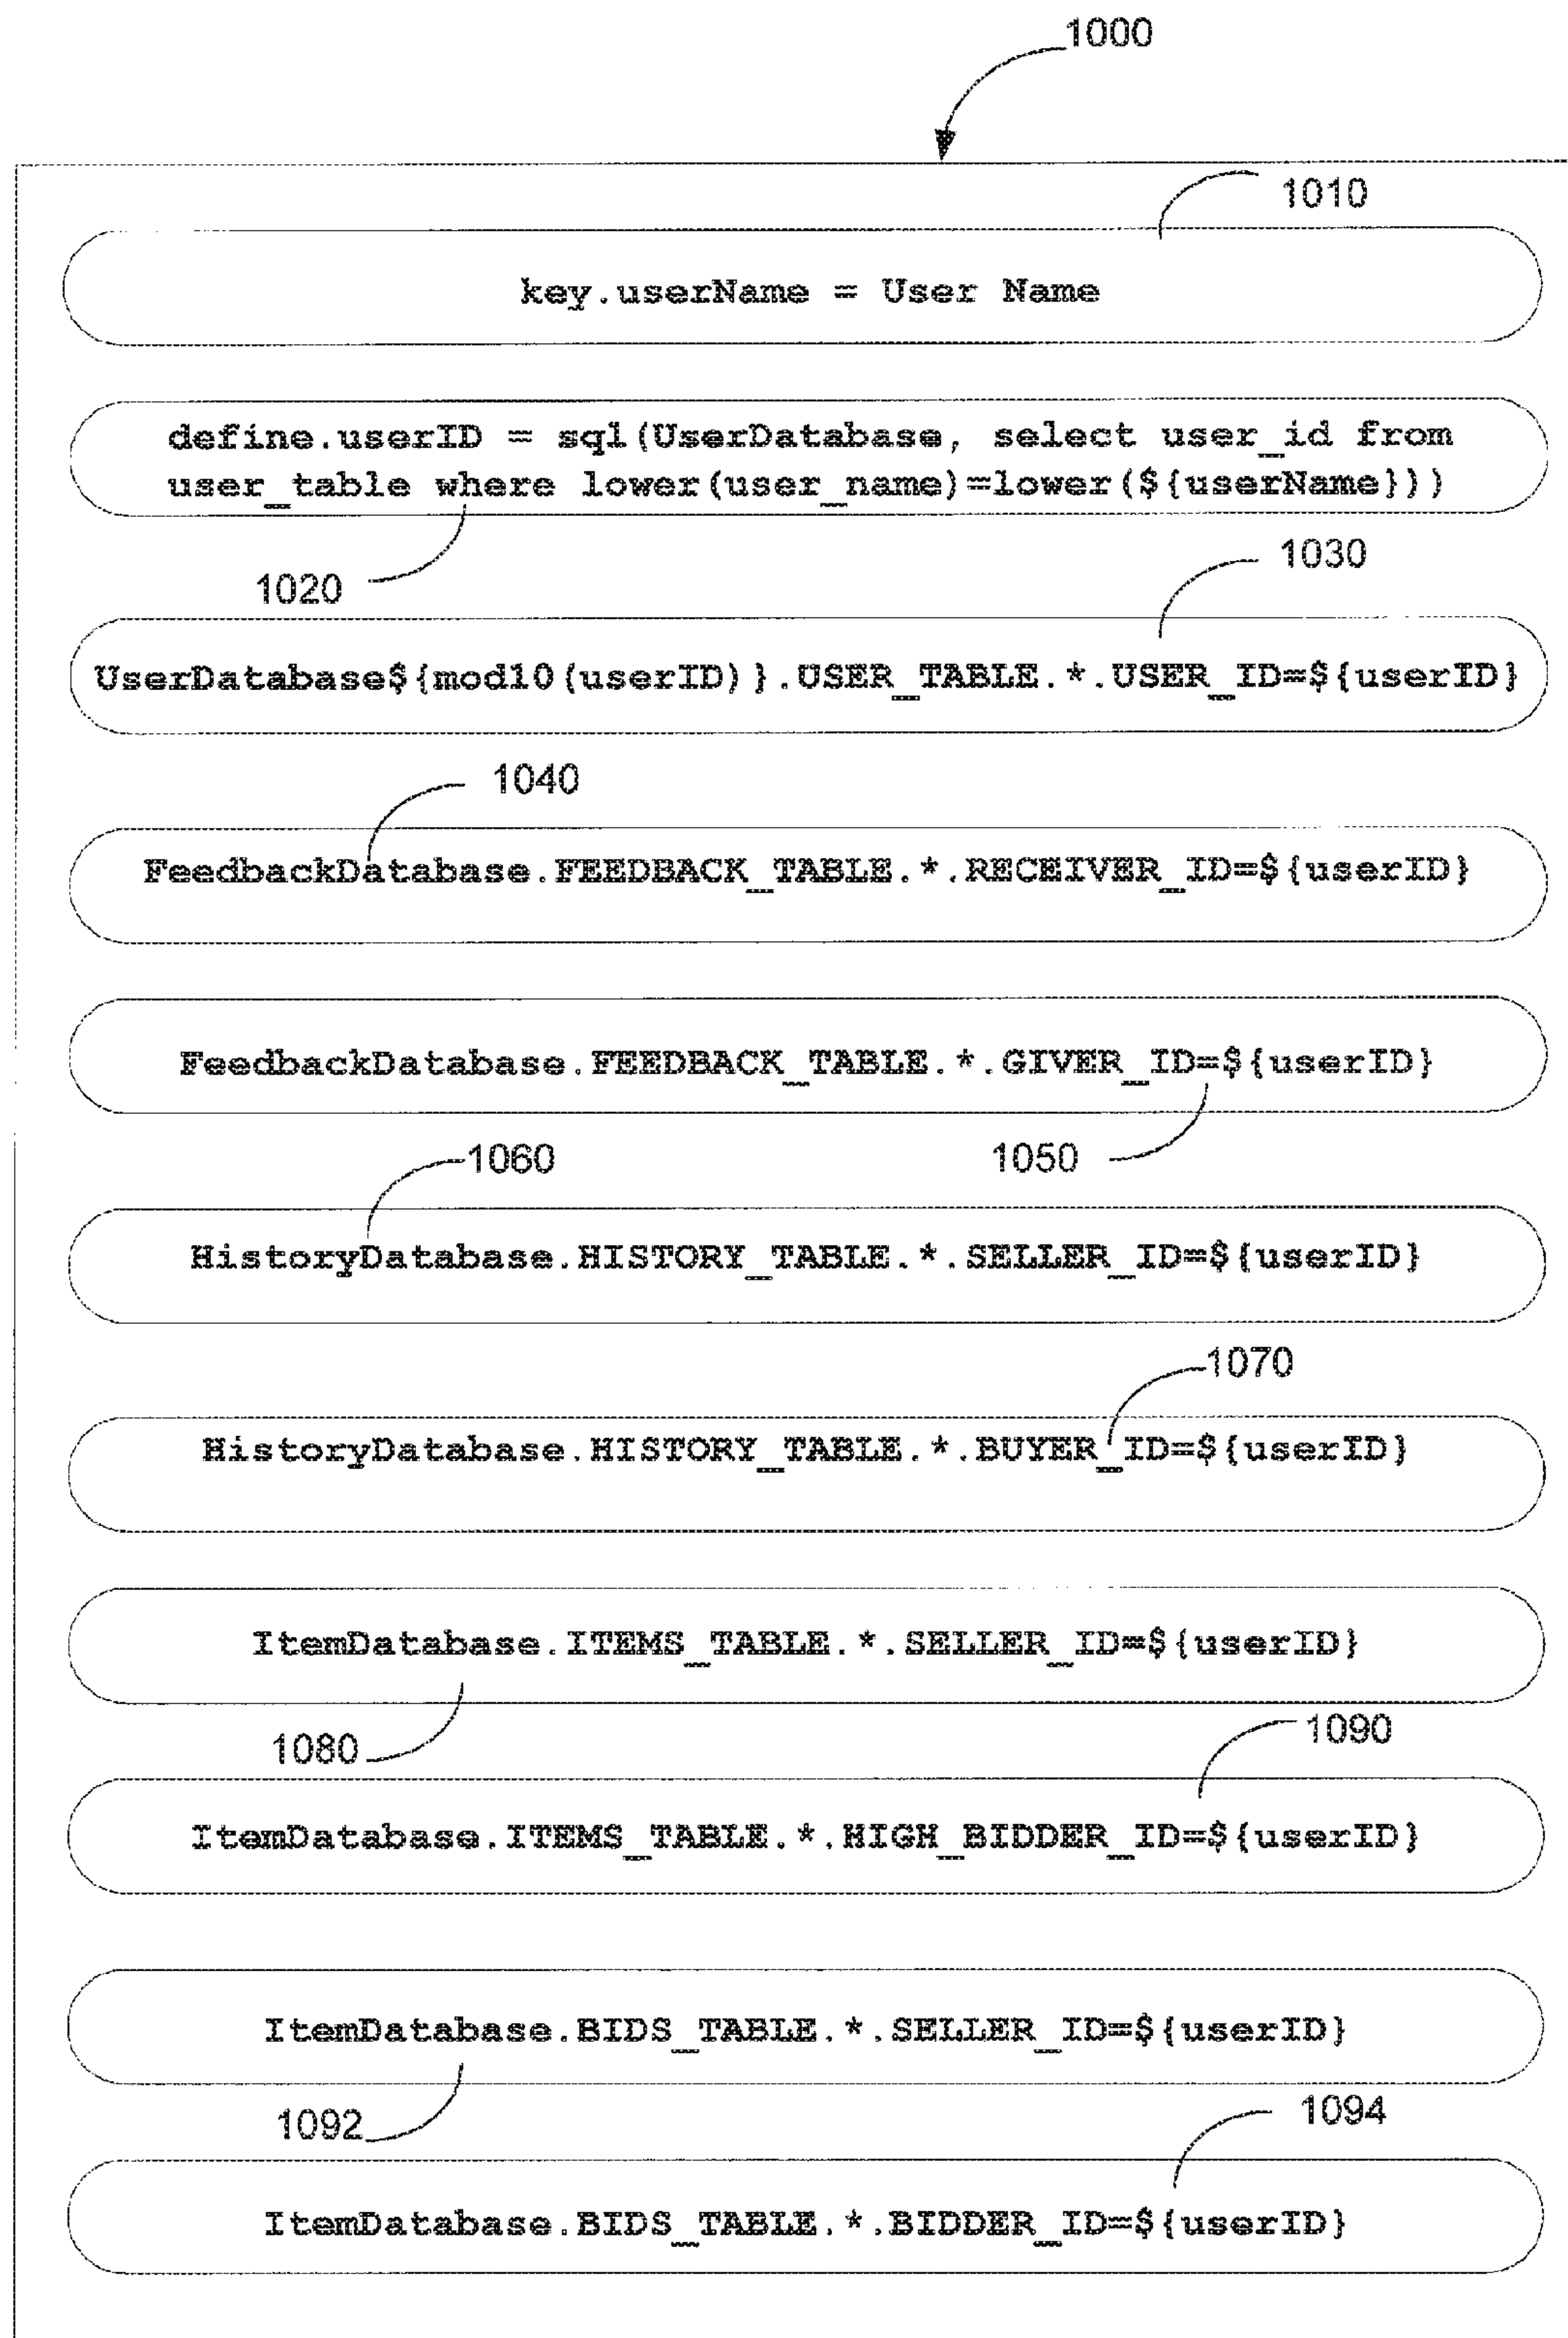 1000
1010
key.userName = User Name
define.userID = sql(UserDatabase, select user_id from
user_table where lower(user_name)=lower(${userName}))
1020
1030
UserDatabase${mod10(userID)}.USER_TABLE.*.USER_ID=${userID}
1040
FeedbackDatabase.FEEDBACK_TABLE.*.RECEIVER_ID=${userID}
FeedbackDatabase.FEEDBACK_TABLE.*.GIVER_ID=${userID}
1060
1050
HistoryDatabase.HISTORY_TABLE.*.SELLER_ID=${userID}
1070
HistoryDatabase.HISTORY_TABLE.*.BUYER_ID=${userID}
ItemDatabase.ITEMS_TABLE.*.SELLER_ID=${userID}
1080
1090
ItemDatabase.ITEMS_TABLE.*.HIGH_BIDDER_ID=${userID}
ItemDatabase.BIDS_TABLE.*.SELLER_ID=${userID}
1092
1094
ItemDatabase.BIDS_TABLE.*.BIDDER_ID=${userID}